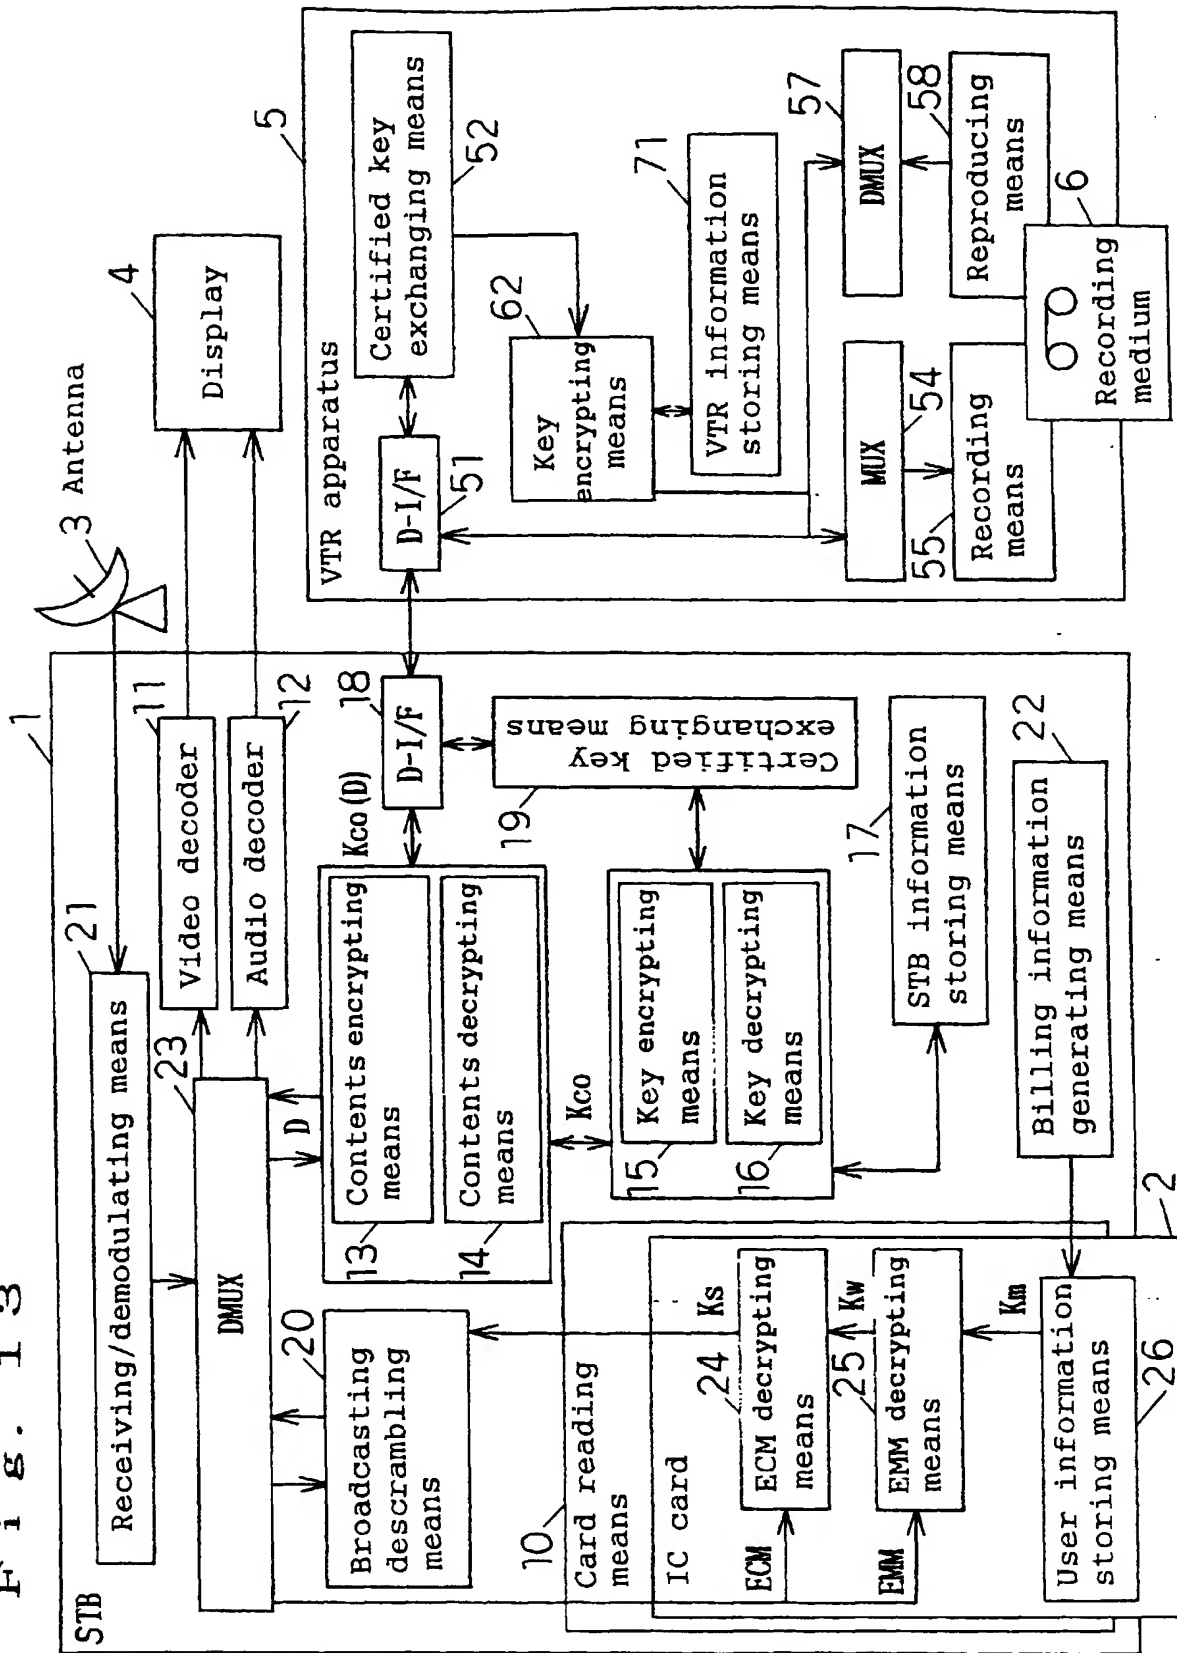 Fig. 13
STB
1
Receiving/demodulating means
21
3 Antenna
DMUX
23
Video decoder
11
Audio decoder
12
4
Display
Broadcasting
descrambling
means
20
D
Contents encrypting
means
13
Contents decrypting
means
14
Kco(D)
D-I/F
18
Certified key
exchanging means
19
Kco
Key encrypting
means
15
Key decrypting
means
16
STB information
storing means
17
Billing information
generating means
22
10
Card reading
means
IC card
2
ECM
EMM
Ks
ECM decrypting
means
24
Kw
EMM decrypting
means
25
Km
User information
storing means
26
VTR apparatus
5
D-I/F
51
Certified key
exchanging means
52
Key
encrypting
means
62
VTR information
storing means
71
MUX
54
DMUX
57
Recording
means
55
Reproducing
means
58
Recording
medium
6